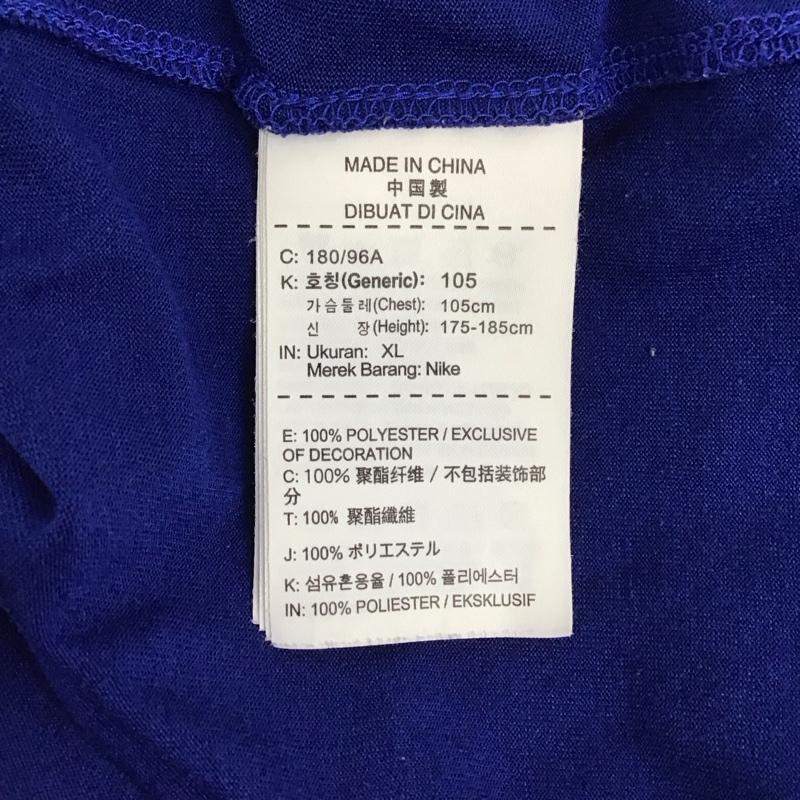 MADE IN CHINA
中国製
DIBUAT DI CINA
C: 180/96A
K: 호칭(Generic): 105
가슴둘레(Chest): 105cm
신 장(Height): 175-185cm
IN: Ukuran: XL
Merek Barang: Nike
E: 100% POLYESTER / EXCLUSIVE
OF DECORATION
C: 100% 聚酯纤维 / 不包括装饰部
分
T: 100% 聚酯纖維
J: 100% ポリエステル
K: 섬유혼용율 / 100% 폴리에스터
IN: 100% POLIESTER / EKSKLUSIF